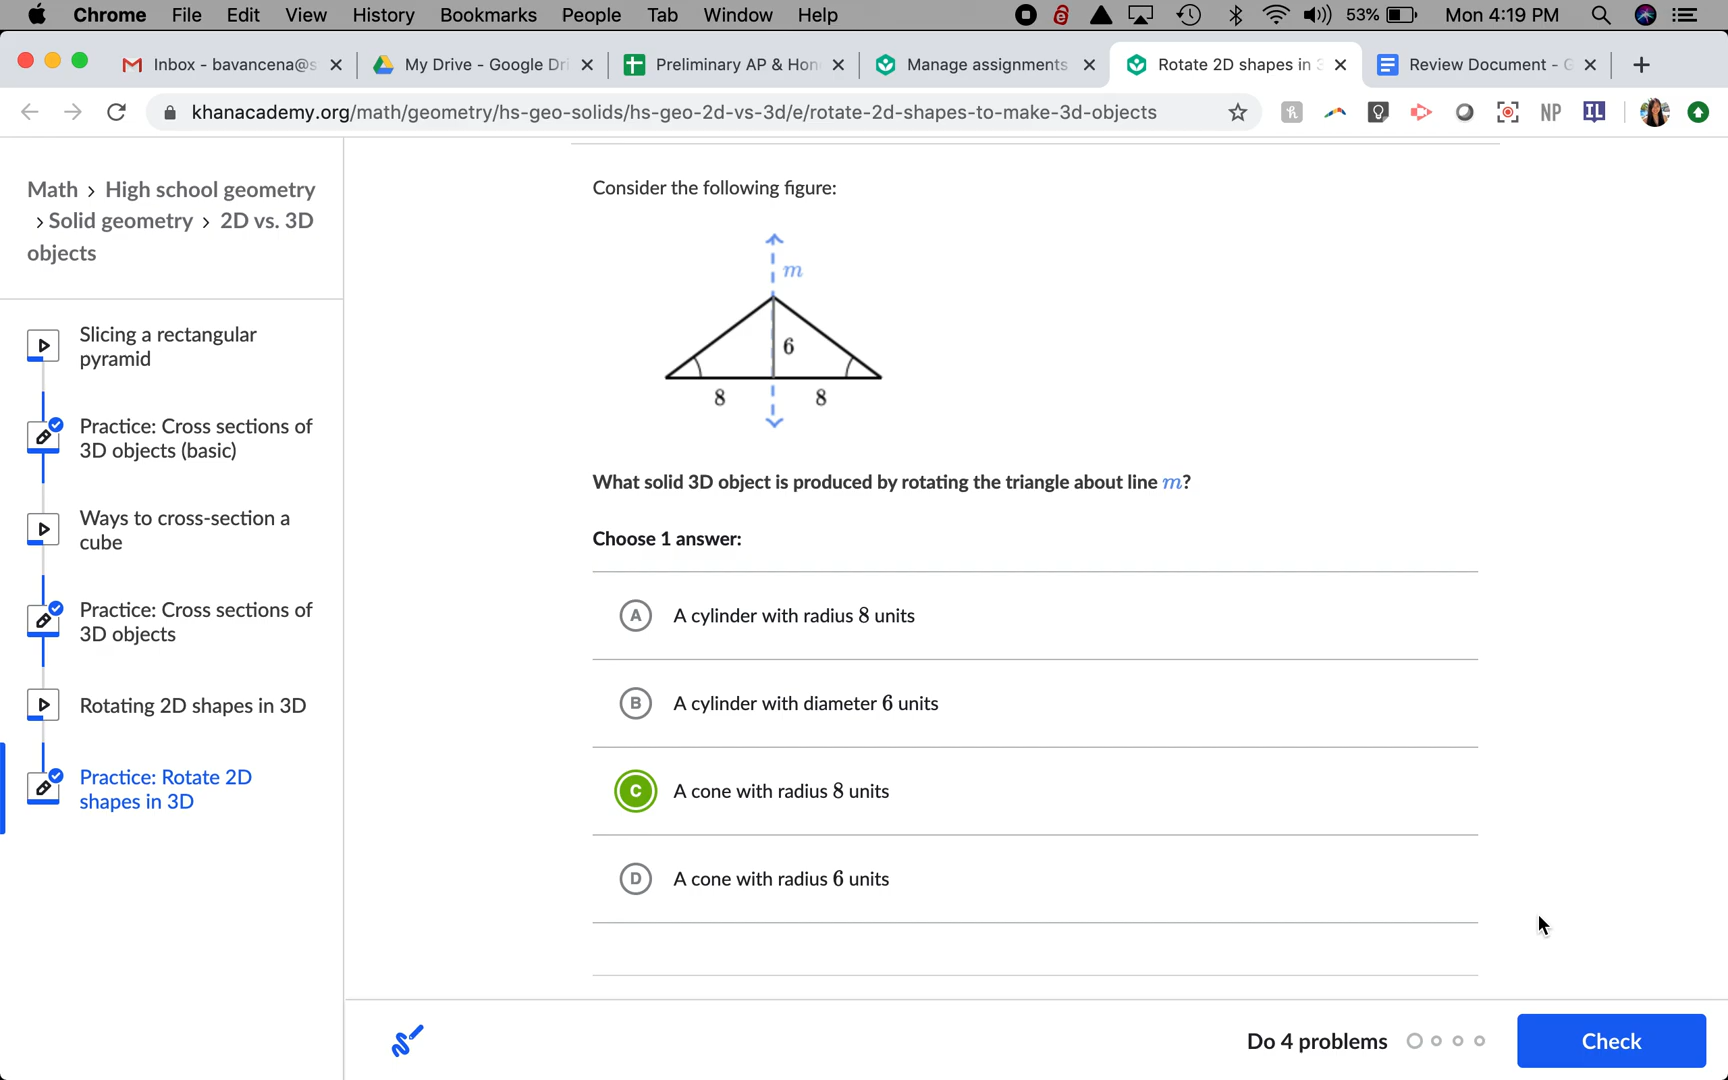 Chrome File Edit View History Bookmarks People Tab Window Help 53% Mon 4:19 PM
Inbox - bavancena@s My Drive - Google Dri Preliminary AP & Hon Manage assignments Rotate 2D shapes in 3 Review Document - G
khanacademy.org/math/geometry/hs-geo-solids/hs-geo-2d-vs-3d/e/rotate-2d-shapes-to-make-3d-objects NP IL
Math › High school geometry
› Solid geometry › 2D vs. 3D
objects
Slicing a rectangular
pyramid
Practice: Cross sections of
3D objects (basic)
Ways to cross-section a
cube
Practice: Cross sections of
3D objects
Rotating 2D shapes in 3D
Practice: Rotate 2D
shapes in 3D
Consider the following figure:
m
6
8 8
What solid 3D object is produced by rotating the triangle about line m?
Choose 1 answer:
A A cylinder with radius 8 units
B A cylinder with diameter 6 units
C A cone with radius 8 units
D A cone with radius 6 units
Do 4 problems Check